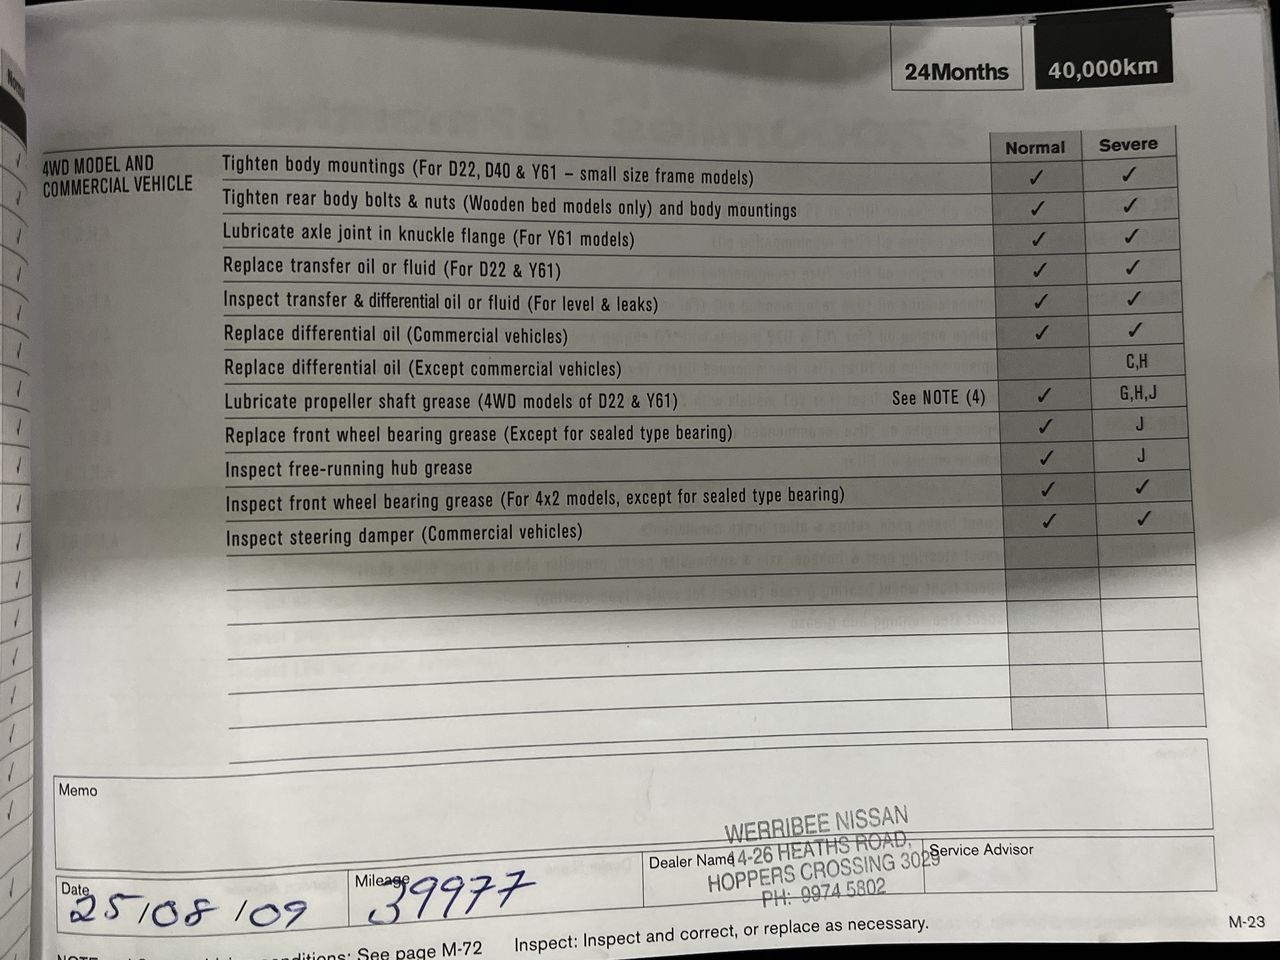 24Months 40,000km
Normal Severe
4WD MODEL AND
COMMERCIAL VEHICLE
Tighten body mountings (For D22, D40 & Y61 – small size frame models) ✓ ✓
Tighten rear body bolts & nuts (Wooden bed models only) and body mountings ✓ ✓
Lubricate axle joint in knuckle flange (For Y61 models) ✓ ✓
Replace transfer oil or fluid (For D22 & Y61) ✓ ✓
Inspect transfer & differential oil or fluid (For level & leaks) ✓ ✓
Replace differential oil (Commercial vehicles) ✓ ✓
Replace differential oil (Except commercial vehicles) C,H
Lubricate propeller shaft grease (4WD models of D22 & Y61) See NOTE (4) ✓ G,H,J
Replace front wheel bearing grease (Except for sealed type bearing) ✓ J
Inspect free-running hub grease ✓ J
Inspect front wheel bearing grease (For 4x2 models, except for sealed type bearing) ✓ ✓
Inspect steering damper (Commercial vehicles) ✓ ✓
Memo
Date
25/08/09
Mileage
39977
Dealer Name
WERRIBEE NISSAN
14-26 HEATHS ROAD,
HOPPERS CROSSING 3029
PH: 9974 5802
Service Advisor
See page M-72 Inspect: Inspect and correct, or replace as necessary.
M-23